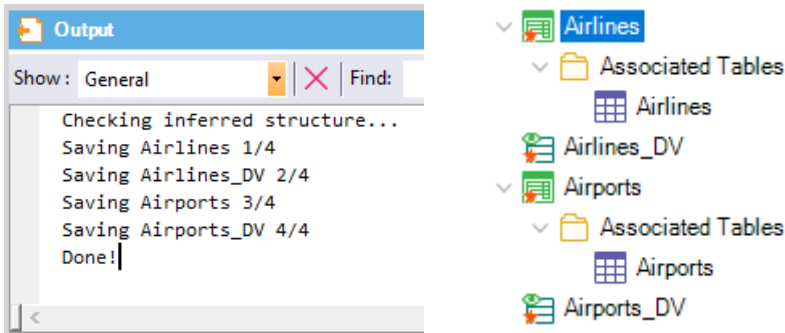 Output
Show: General Find:
Checking inferred structure...
Saving Airlines 1/4
Saving Airlines_DV 2/4
Saving Airports 3/4
Saving Airports_DV 4/4
Done!
Airlines
Associated Tables
Airlines
Airlines_DV
Airports
Associated Tables
Airports
Airports_DV